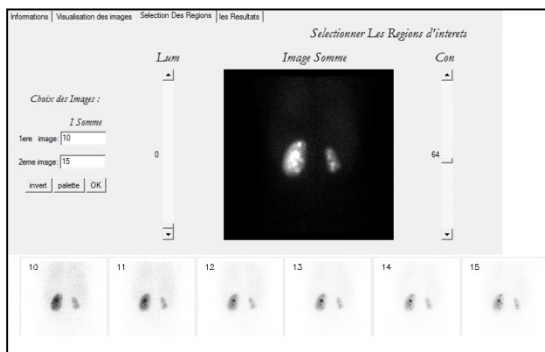 Informations Visualisation des images Selection Des Regions les Resultats
Selectionner Les Regions d'interets
Lum Image Somme Con
Choix des Images :
I Somme
1ere image: 10
2eme image: 15
invert palette OK
0
64
10 11 12 13 14 15